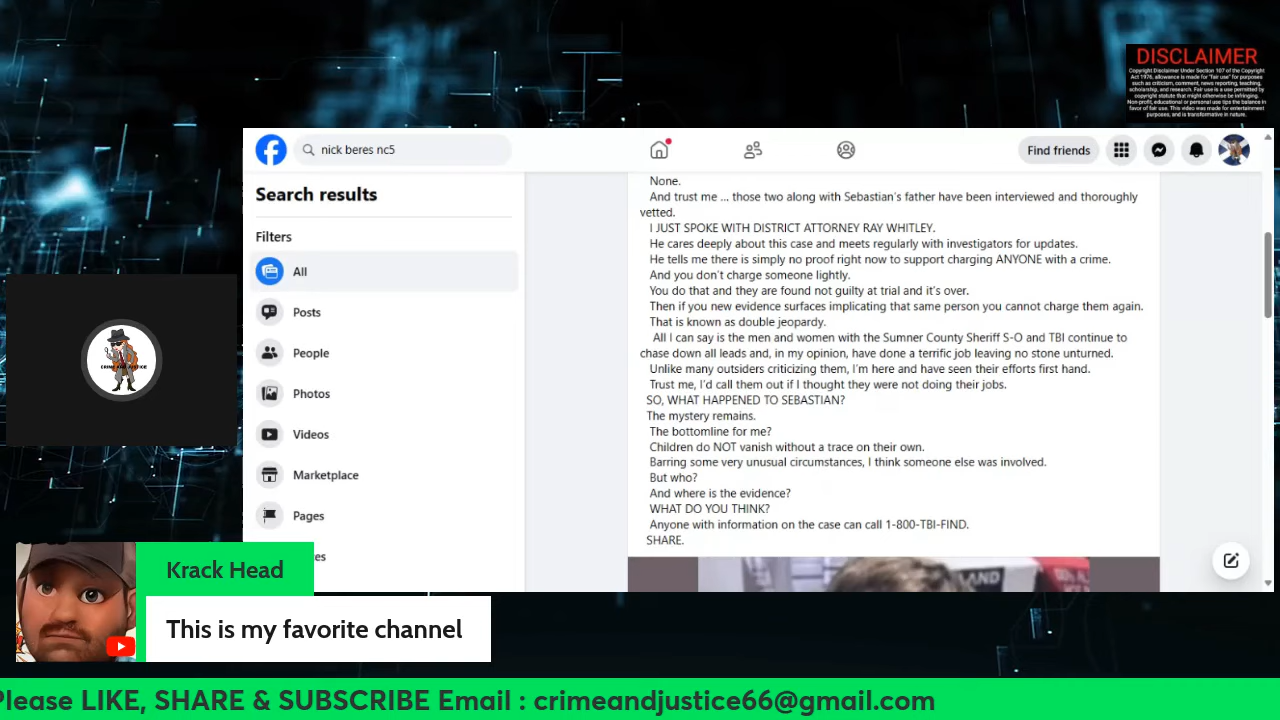 DISCLAIMER
Copyright Disclaimer Under Section 107 of the Copyright
Act 1976, allowance is made for "fair use" for purposes
such as criticism, comment, news reporting, teaching,
scholarship, and research. Fair use is a use permitted by
copyright statute that might otherwise be infringing.
Non-profit, educational or personal use tips the balance in
favor of fair use. This video was made for entertainment
purposes, and is transformative in nature.
nick beres nc5
Find friends
Search results
Filters
All
Posts
People
Photos
Videos
Marketplace
Pages
None.
And trust me ... those two along with Sebastian's father have been interviewed and thoroughly
vetted.
I JUST SPOKE WITH DISTRICT ATTORNEY RAY WHITLEY.
He cares deeply about this case and meets regularly with investigators for updates.
He tells me there is simply no proof right now to support charging ANYONE with a crime.
And you don't charge someone lightly.
You do that and they are found not guilty at trial and it's over.
Then if you new evidence surfaces implicating that same person you cannot charge them again.
That is known as double jeopardy.
All I can say is the men and women with the Sumner County Sheriff S-O and TBI continue to
chase down all leads and, in my opinion, have done a terrific job leaving no stone unturned.
Unlike many outsiders criticizing them, I'm here and have seen their efforts first hand.
Trust me, I'd call them out if I thought they were not doing their jobs.
SO, WHAT HAPPENED TO SEBASTIAN?
The mystery remains.
The bottomline for me?
Children do NOT vanish without a trace on their own.
Barring some very unusual circumstances, I think someone else was involved.
But who?
And where is the evidence?
WHAT DO YOU THINK?
Anyone with information on the case can call 1-800-TBI-FIND.
SHARE.
CRIME AND JUSTICE
Krack Head
This is my favorite channel
Please LIKE, SHARE & SUBSCRIBE Email : crimeandjustice66@gmail.com